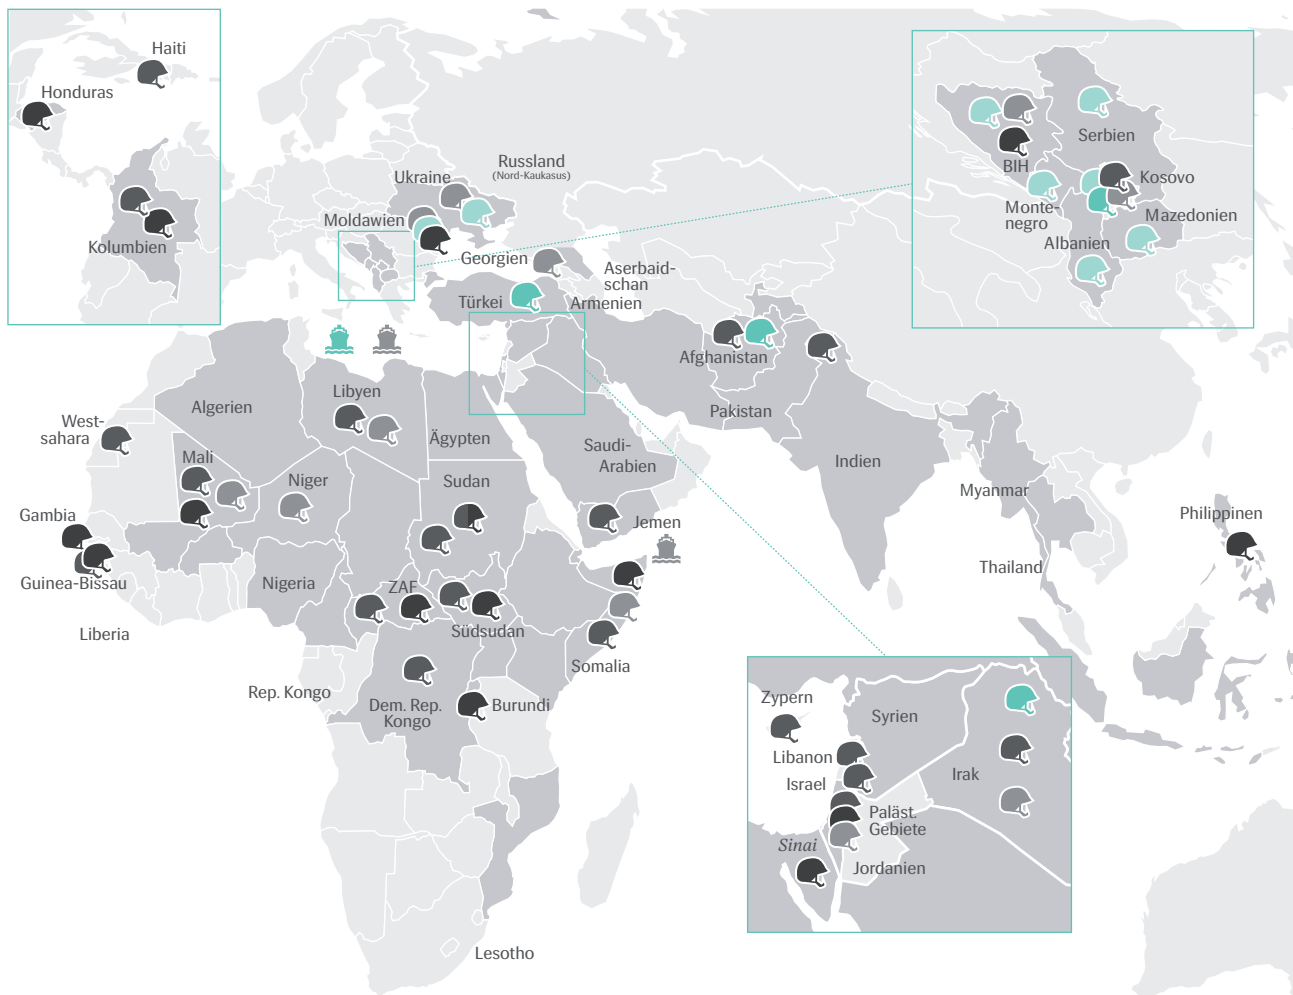 Haiti
Honduras
Kolumbien
Russland
(Nord-Kaukasus)
Ukraine
Moldawien
Georgien
Aserbaid-
schan
Türkei
Armenien
Serbien
BIH
Kosovo
Monte-
negro
Mazedonien
Albanien
Afghanistan
Pakistan
Algerien
Libyen
Ägypten
West-
sahara
Saudi-
Arabien
Mali
Niger
Sudan
Indien
Myanmar
Gambia
Jemen
Philippinen
Guinea-Bissau
Nigeria
ZAF
Thailand
Liberia
Südsudan
Somalia
Rep. Kongo
Dem. Rep.
Kongo
Burundi
Zypern
Syrien
Libanon
Israel
Irak
Paläst.
Gebiete
Sinai
Jordanien
Lesotho